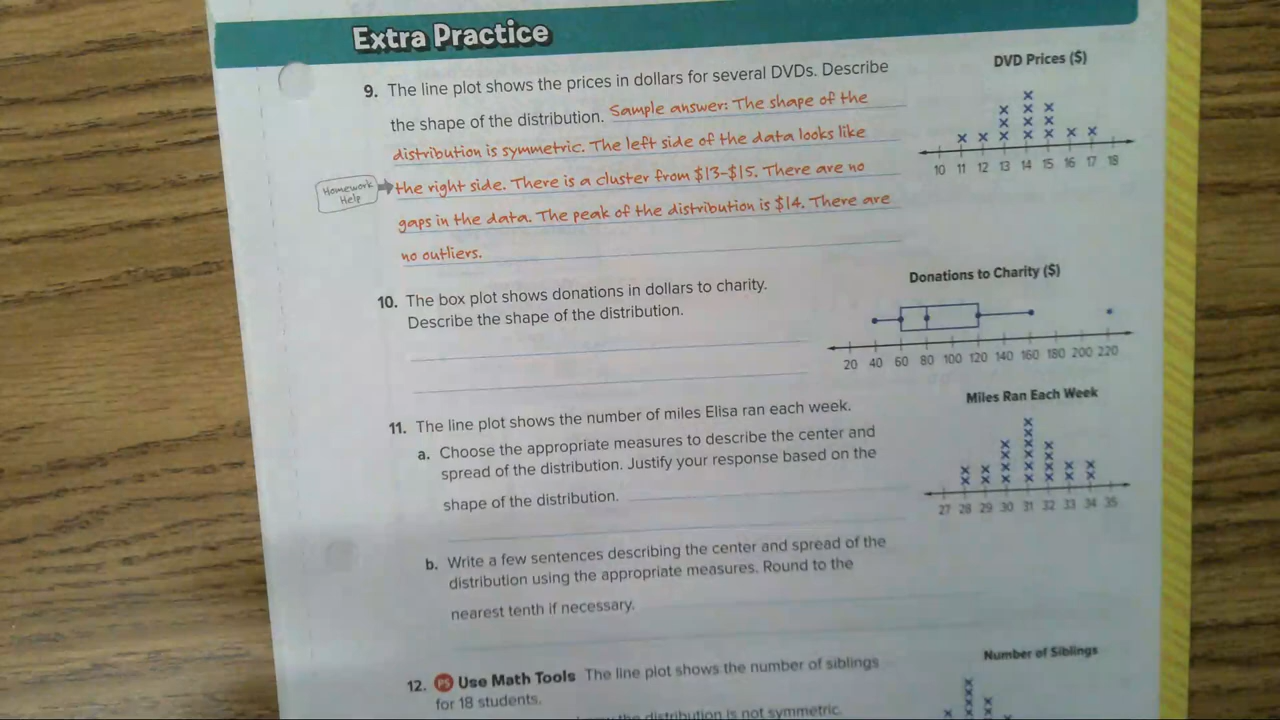 Extra Practice
9. The line plot shows the prices in dollars for several DVDs. Describe
the shape of the distribution. Sample answer: The shape of the
distribution is symmetric. The left side of the data looks like
Homework
Help
the right side. There is a cluster from $13–$15. There are no
gaps in the data. The peak of the distribution is $14. There are
no outliers.
DVD Prices ($)
10 11 12 13 14 15 16 17 18
10. The box plot shows donations in dollars to charity.
Describe the shape of the distribution.
Donations to Charity ($)
20 40 60 80 100 120 140 160 180 200 220
11. The line plot shows the number of miles Elisa ran each week.
a. Choose the appropriate measures to describe the center and
spread of the distribution. Justify your response based on the
shape of the distribution.
Miles Ran Each Week
27 28 29 30 31 32 33 34 35
b. Write a few sentences describing the center and spread of the
distribution using the appropriate measures. Round to the
nearest tenth if necessary.
12. PS Use Math Tools The line plot shows the number of siblings
for 18 students.
the distribution is not symmetric.
Number of Siblings